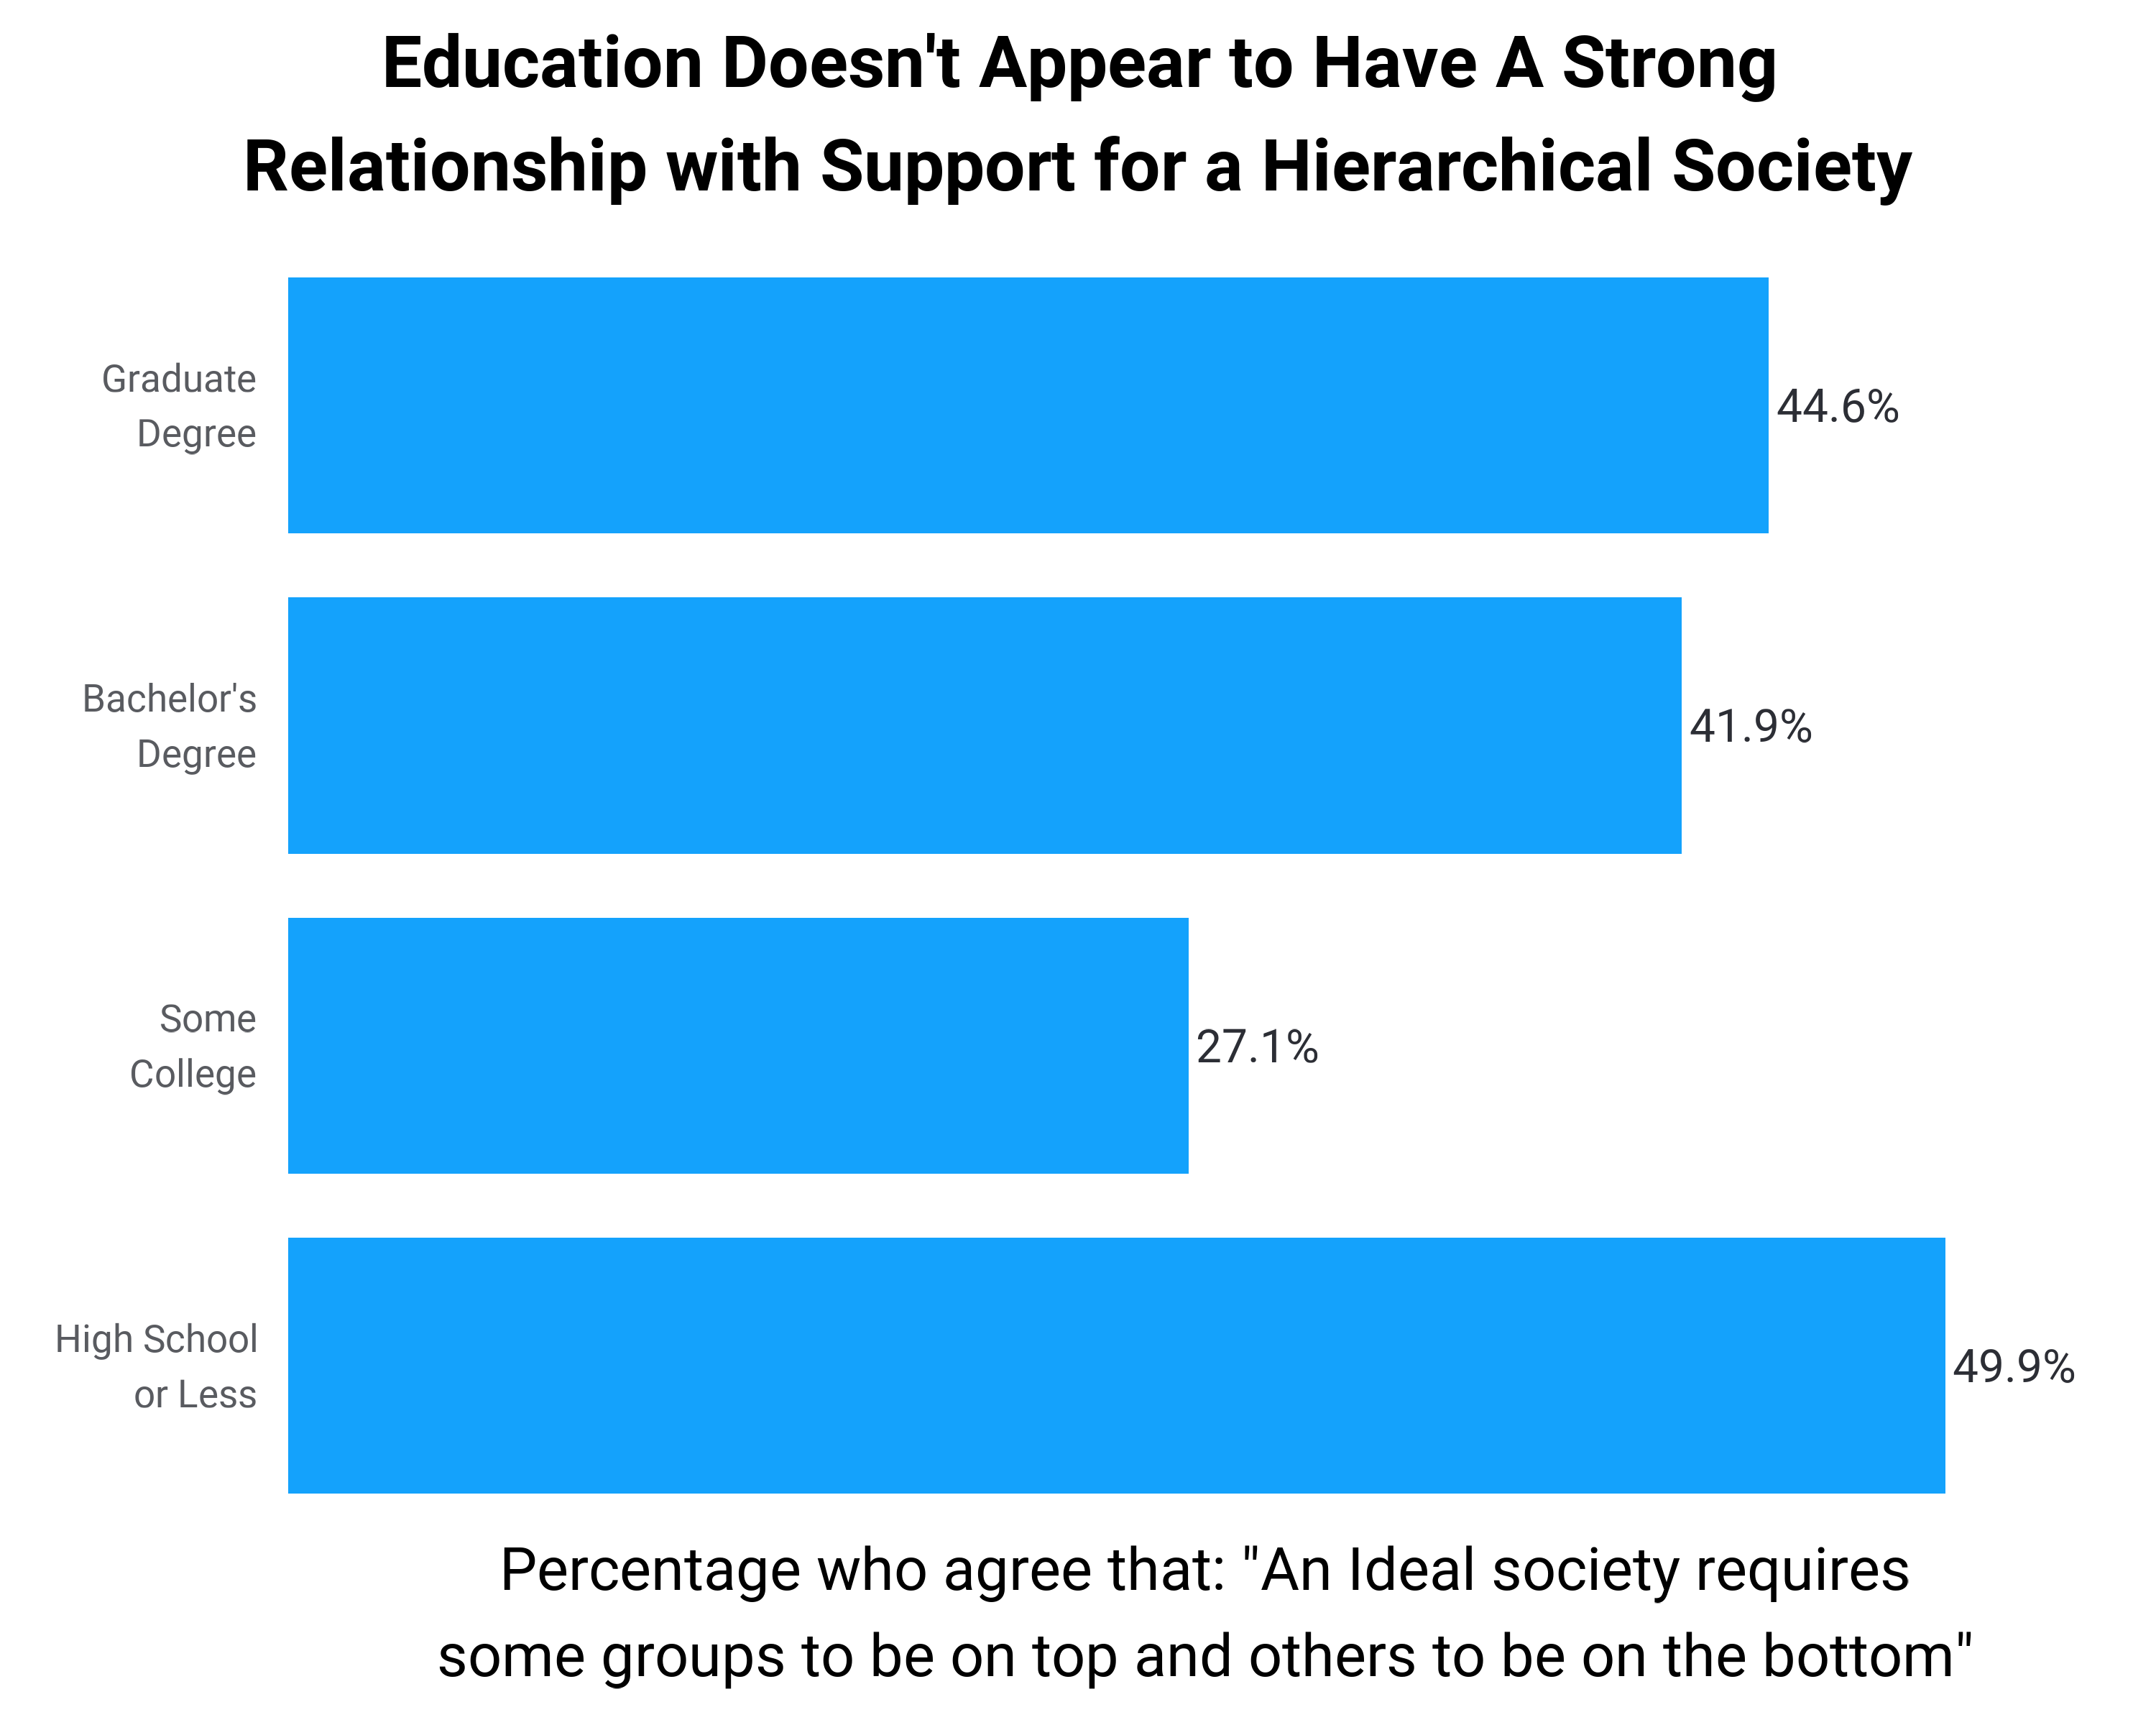 Education Doesn't Appear to Have A Strong
Relationship with Support for a Hierarchical Society
Graduate
Degree
44.6%
Bachelor's
Degree
41.9%
Some
College
27.1%
High School
or Less
49.9%
Percentage who agree that: "An Ideal society requires
some groups to be on top and others to be on the bottom"